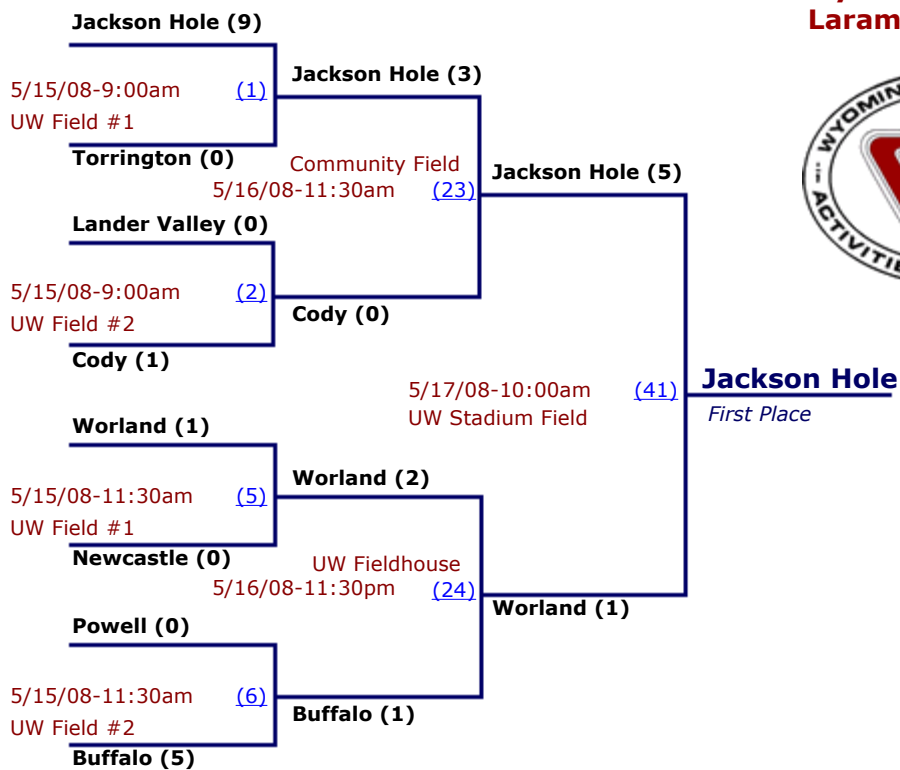 Jackson Hole (9)
5/15/08-9:00am (1)
UW Field #1
Torrington (0)
Jackson Hole (3)
Community Field
5/16/08-11:30am (23)
Lander Valley (0)
5/15/08-9:00am (2)
UW Field #2
Cody (1)
Cody (0)
Jackson Hole (5)
5/17/08-10:00am (41)
UW Stadium Field
Jackson Hole
First Place
Worland (1)
5/15/08-11:30am (5)
UW Field #1
Newcastle (0)
Worland (2)
UW Fieldhouse
5/16/08-11:30pm (24)
Worland (1)
Powell (0)
5/15/08-11:30am (6)
UW Field #2
Buffalo (5)
Buffalo (1)